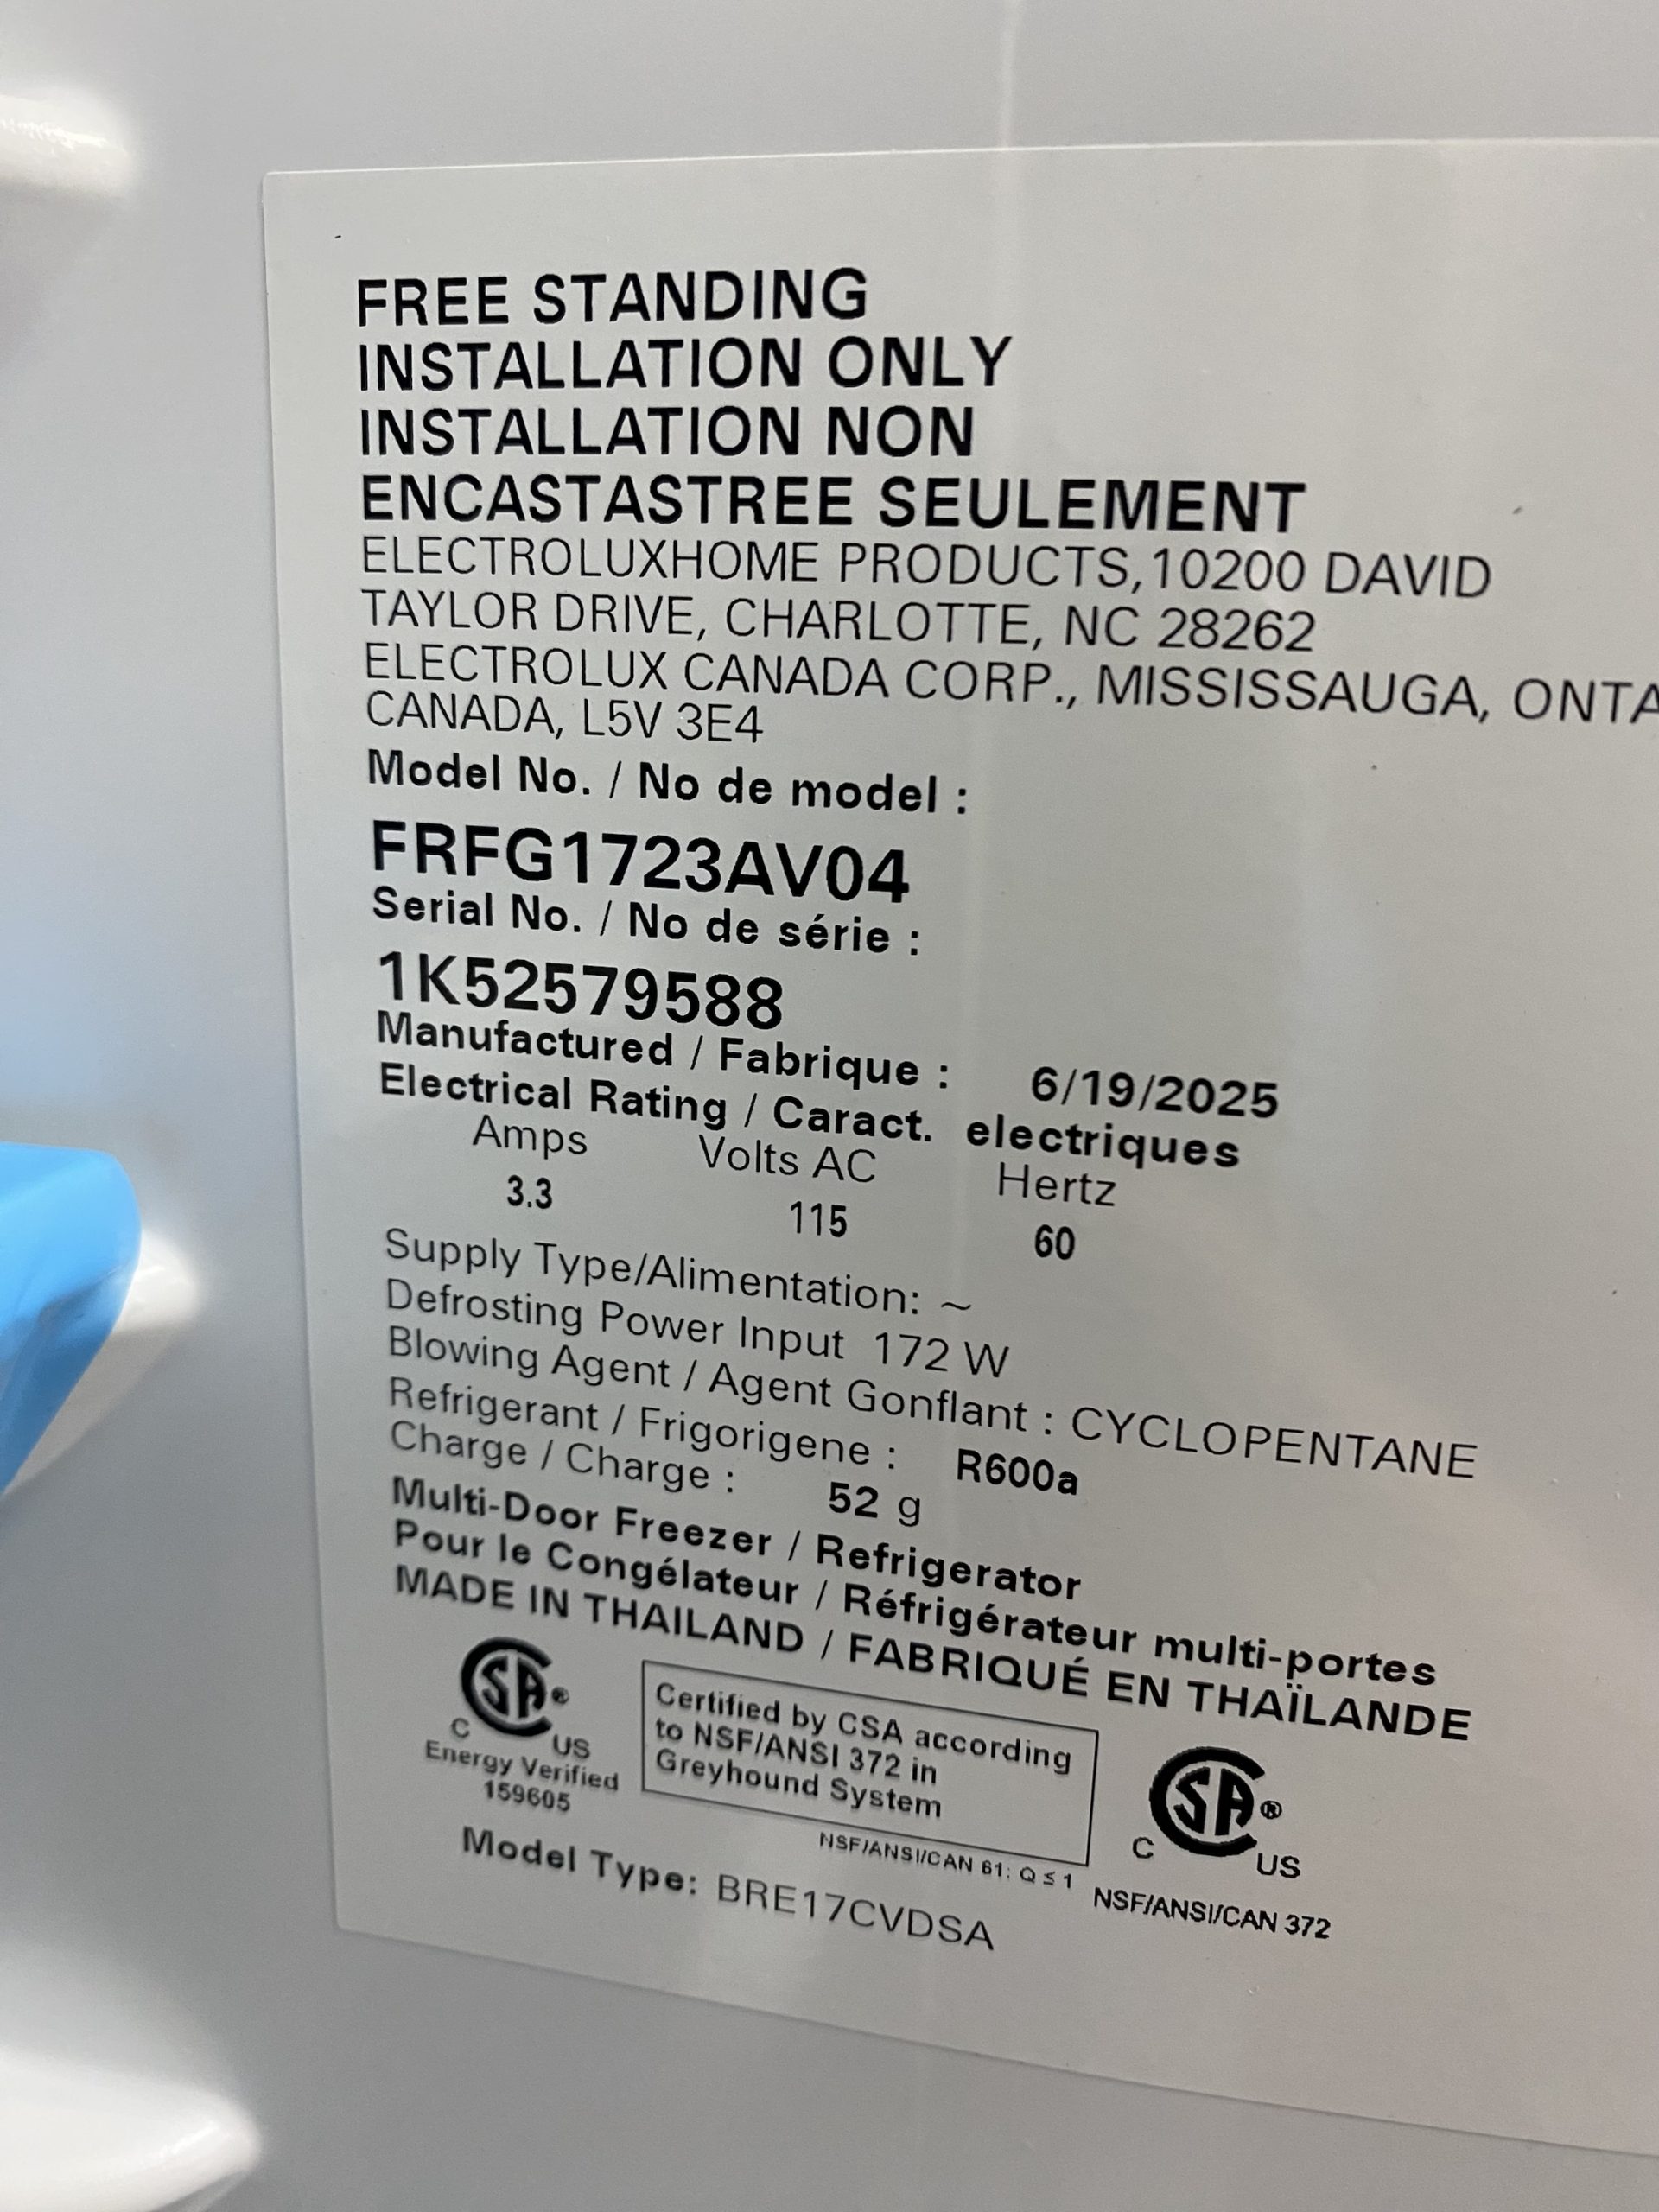 FREE STANDING
INSTALLATION ONLY
INSTALLATION NON
ENCASTASTREE SEULEMENT
ELECTROLUXHOME PRODUCTS,10200 DAVID
TAYLOR DRIVE, CHARLOTTE, NC 28262
ELECTROLUX CANADA CORP., MISSISSAUGA, ONTA
CANADA, L5V 3E4
Model No. / No de model :
FRFG1723AV04
Serial No. / No de série :
1K52579588
Manufactured / Fabrique : 6/19/2025
Electrical Rating / Caract. electriques
Amps Volts AC Hertz
3.3 115 60
Supply Type/Alimentation: ~
Defrosting Power Input 172 W
Blowing Agent / Agent Gonflant : CYCLOPENTANE
Refrigerant / Frigorigene : R600a
Charge / Charge : 52 g
Multi-Door Freezer / Refrigerator
Pour le Congélateur / Réfrigérateur multi-portes
MADE IN THAILAND / FABRIQUÉ EN THAÏLANDE
SA®
C US
Energy Verified
159605
Certified by CSA according
to NSF/ANSI 372 in
Greyhound System
NSF/ANSI/CAN 61: Q ≤ 1
SA®
C US
NSF/ANSI/CAN 372
Model Type: BRE17CVDSA